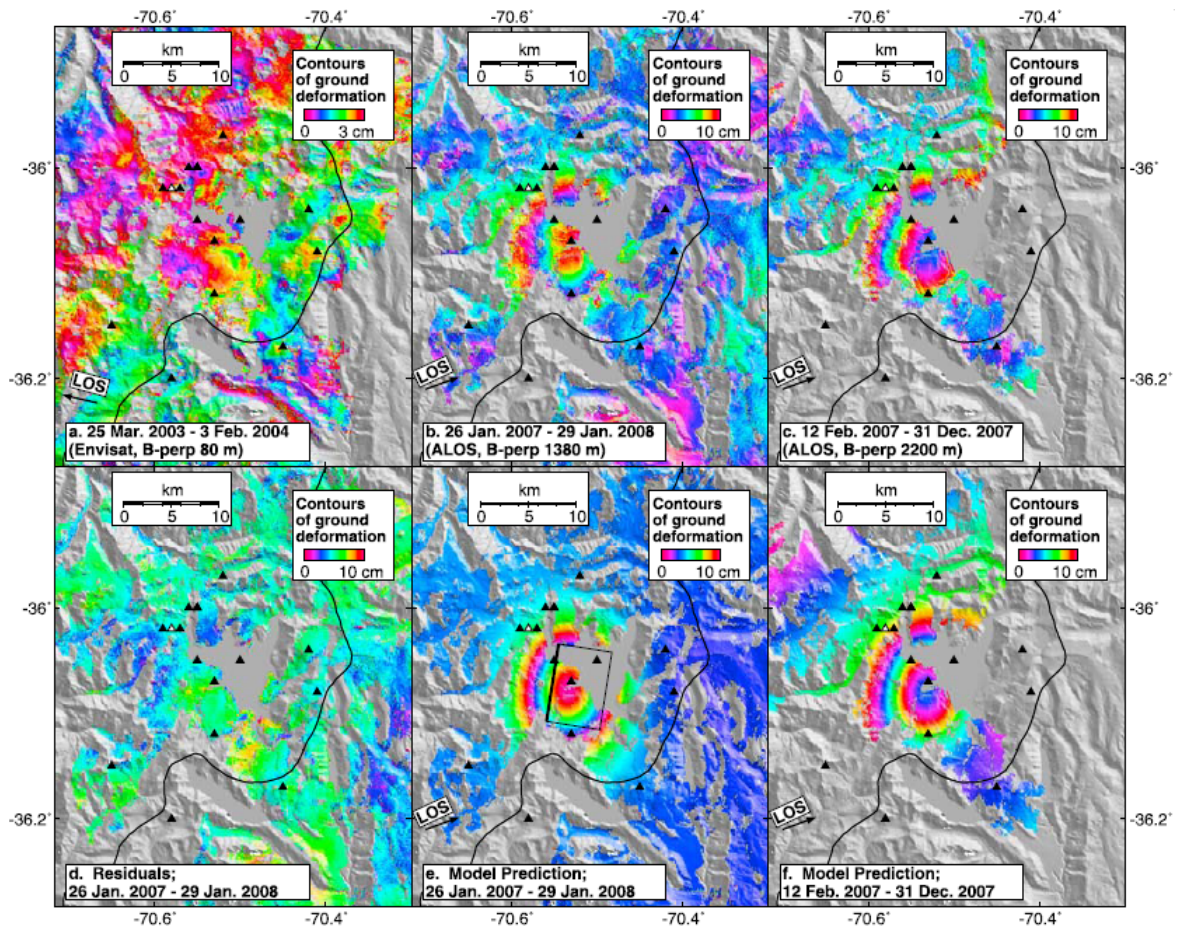 -70.6°
-70.4°
-70.6°
-70.4°
-70.6°
-70.4°
km
0 5 10
Contours
of ground
deformation
0 3 cm
LOS
a. 25 Mar. 2003 - 3 Feb. 2004
(Envisat, B-perp 80 m)
km
0 5 10
Contours
of ground
deformation
0 10 cm
LOS
b. 26 Jan. 2007 - 29 Jan. 2008
(ALOS, B-perp 1380 m)
km
0 5 10
Contours
of ground
deformation
0 10 cm
LOS
c. 12 Feb. 2007 - 31 Dec. 2007
(ALOS, B-perp 2200 m)
-36°
-36.2°
-36°
-36.2°
km
0 5 10
Contours
of ground
deformation
0 10 cm
LOS
d. Residuals;
26 Jan. 2007 - 29 Jan. 2008
km
0 5 10
Contours
of ground
deformation
0 10 cm
LOS
e. Model Prediction;
26 Jan. 2007 - 29 Jan. 2008
km
0 5 10
Contours
of ground
deformation
0 10 cm
LOS
f. Model Prediction;
12 Feb. 2007 - 31 Dec. 2007
-36°
-36.2°
-36°
-36.2°
-70.6°
-70.4°
-70.6°
-70.4°
-70.6°
-70.4°